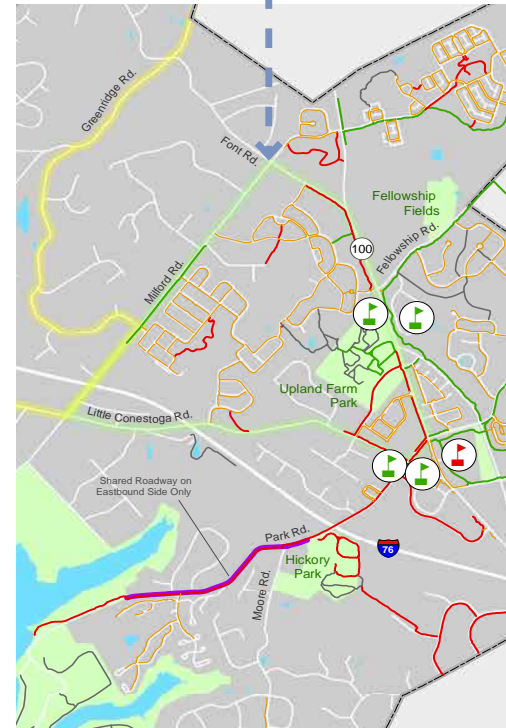 Greenridge Rd.
Font Rd.
Fellowship
Fields
Fellowship Rd.
100
Milford Rd.
Upland Farm
Park
Little Conestoga Rd.
Shared Roadway on
Eastbound Side Only
Park Rd.
76
Hickory
Park
Moore Rd.